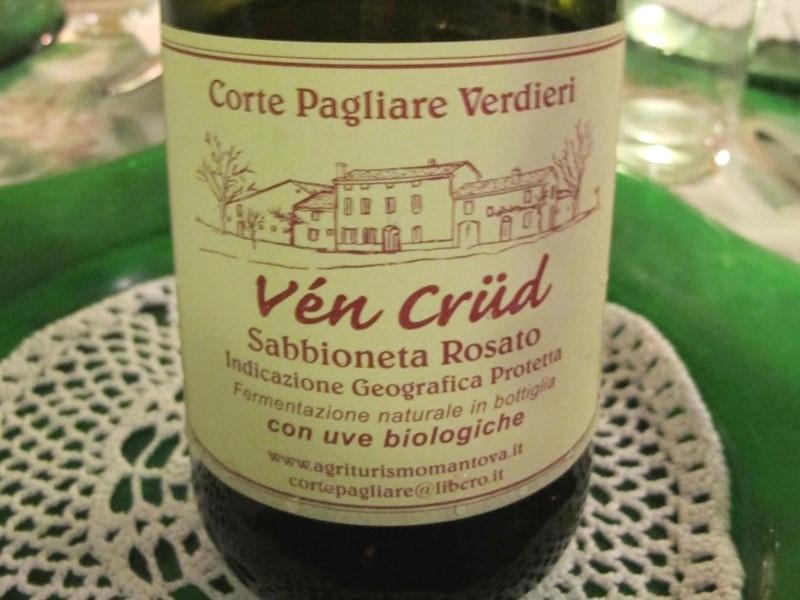 Corte Pagliare Verdieri
Vén Crüd
Sabbioneta Rosato
Indicazione Geografica Protetta
Fermentazione naturale in bottiglia
con uve biologiche
www.agriturismomantova.it
cortepagliare@libero.it